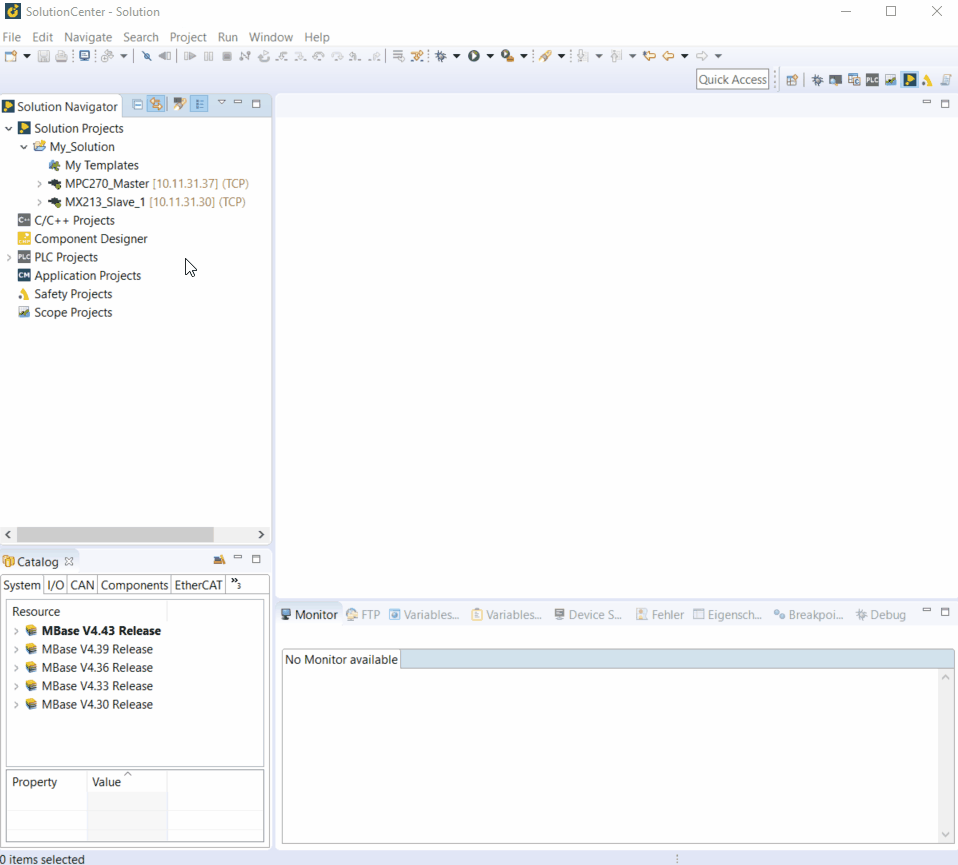 SolutionCenter - Solution
File Edit Navigate Search Project Run Window Help
Quick Access
Solution Navigator
Solution Projects
My_Solution
My Templates
MPC270_Master [10.11.31.37] (TCP)
MX213_Slave_1 [10.11.31.30] (TCP)
C/C++ Projects
Component Designer
PLC Projects
Application Projects
Safety Projects
Scope Projects
Catalog
System I/O CAN Components EtherCAT »3
Resource
MBase V4.43 Release
MBase V4.39 Release
MBase V4.36 Release
MBase V4.33 Release
MBase V4.30 Release
Property Value
Monitor FTP Variables... Variables... Device S... Fehler Eigensch... Breakpoi... Debug
No Monitor available
0 items selected